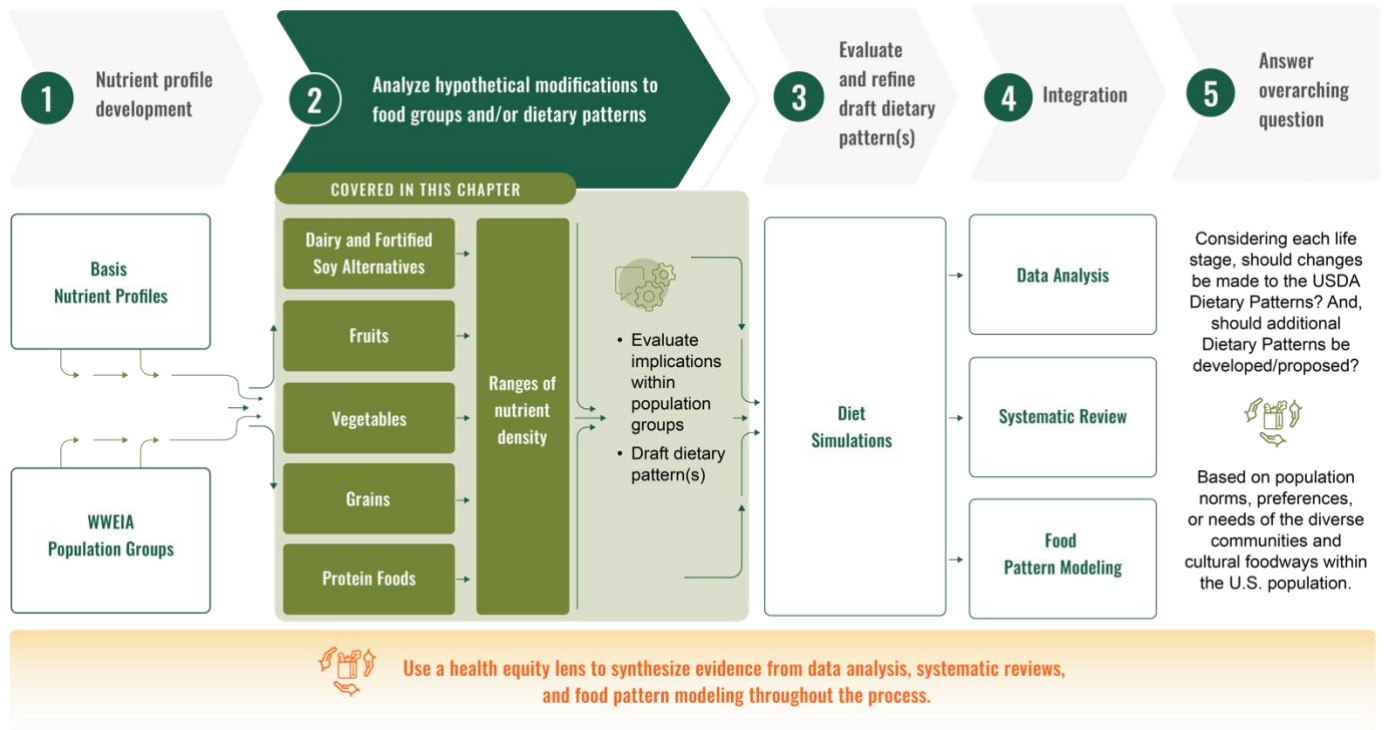 1
Nutrient profile
development
2
Analyze hypothetical modifications to
food groups and/or dietary patterns
3
Evaluate
and refine
draft dietary
pattern(s)
4
Integration
5
Answer
overarching
question
COVERED IN THIS CHAPTER
Basis
Nutrient Profiles
WWEIA
Population Groups
Dairy and Fortified
Soy Alternatives
Fruits
Vegetables
Grains
Protein Foods
Ranges of
nutrient
density
• Evaluate
implications
within
population
groups
• Draft dietary
pattern(s)
Diet
Simulations
Data Analysis
Systematic Review
Food
Pattern Modeling
Considering each life
stage, should changes
be made to the USDA
Dietary Patterns? And,
should additional
Dietary Patterns be
developed/proposed?
Based on population
norms, preferences,
or needs of the diverse
communities and
cultural foodways within
the U.S. population.
Use a health equity lens to synthesize evidence from data analysis, systematic reviews,
and food pattern modeling throughout the process.